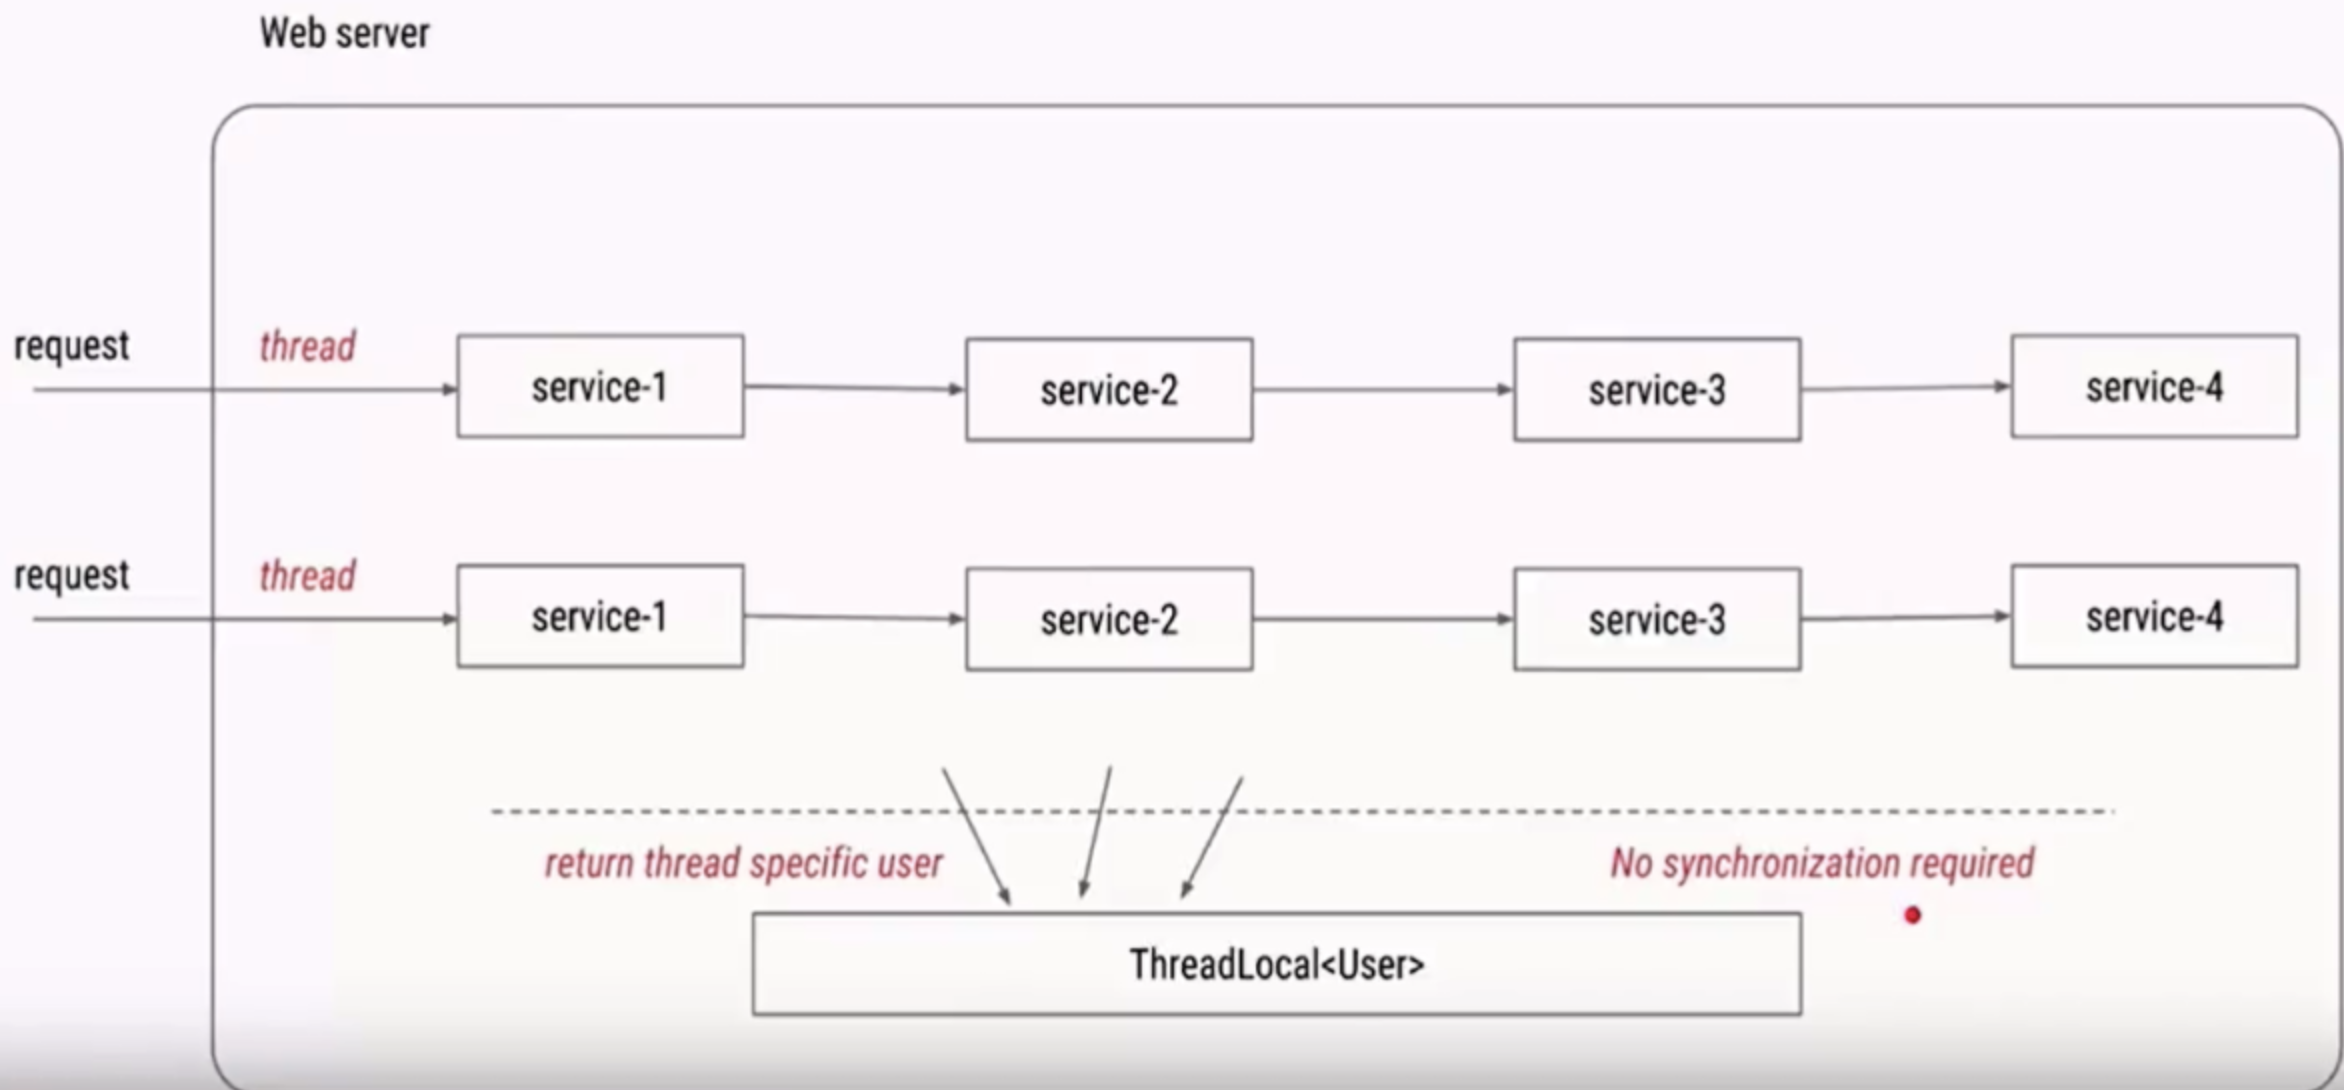 Web server
request
thread
service-1
service-2
service-3
service-4
request
thread
service-1
service-2
service-3
service-4
return thread specific user
No synchronization required
ThreadLocal<User>